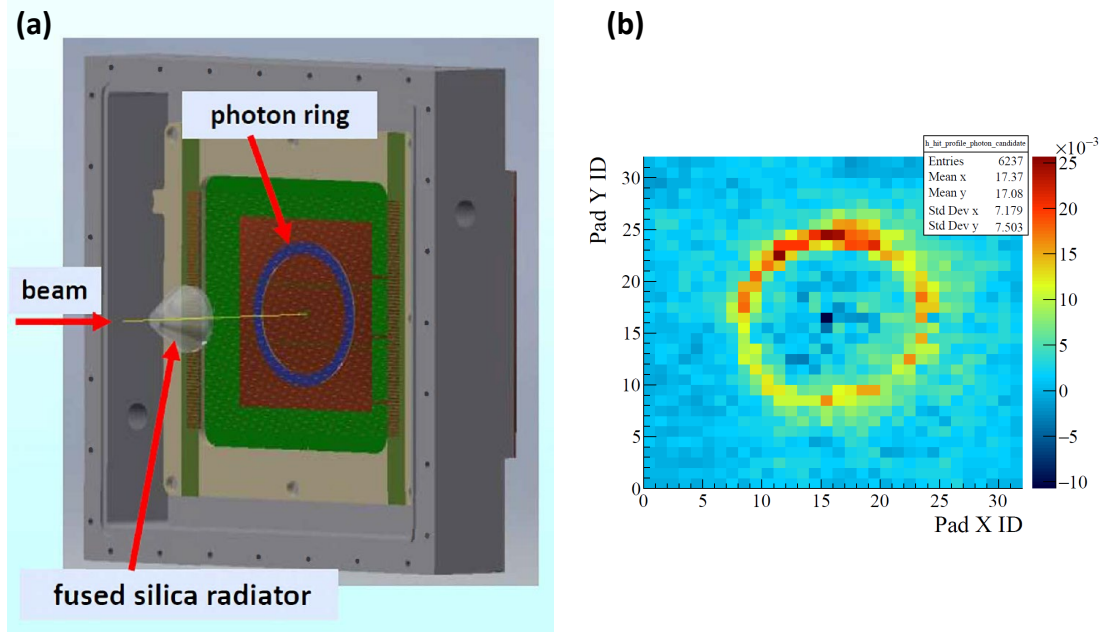 (a)
photon ring
beam
fused silica radiator
(b)
h_hit_profile_photon_candidate
Entries 6237
Mean x 17.37
Mean y 17.08
Std Dev x 7.179
Std Dev y 7.503
×10⁻³
25
20
15
10
5
0
−5
−10
Pad Y ID
30
25
20
15
10
5
0
0 5 10 15 20 25 30
Pad X ID